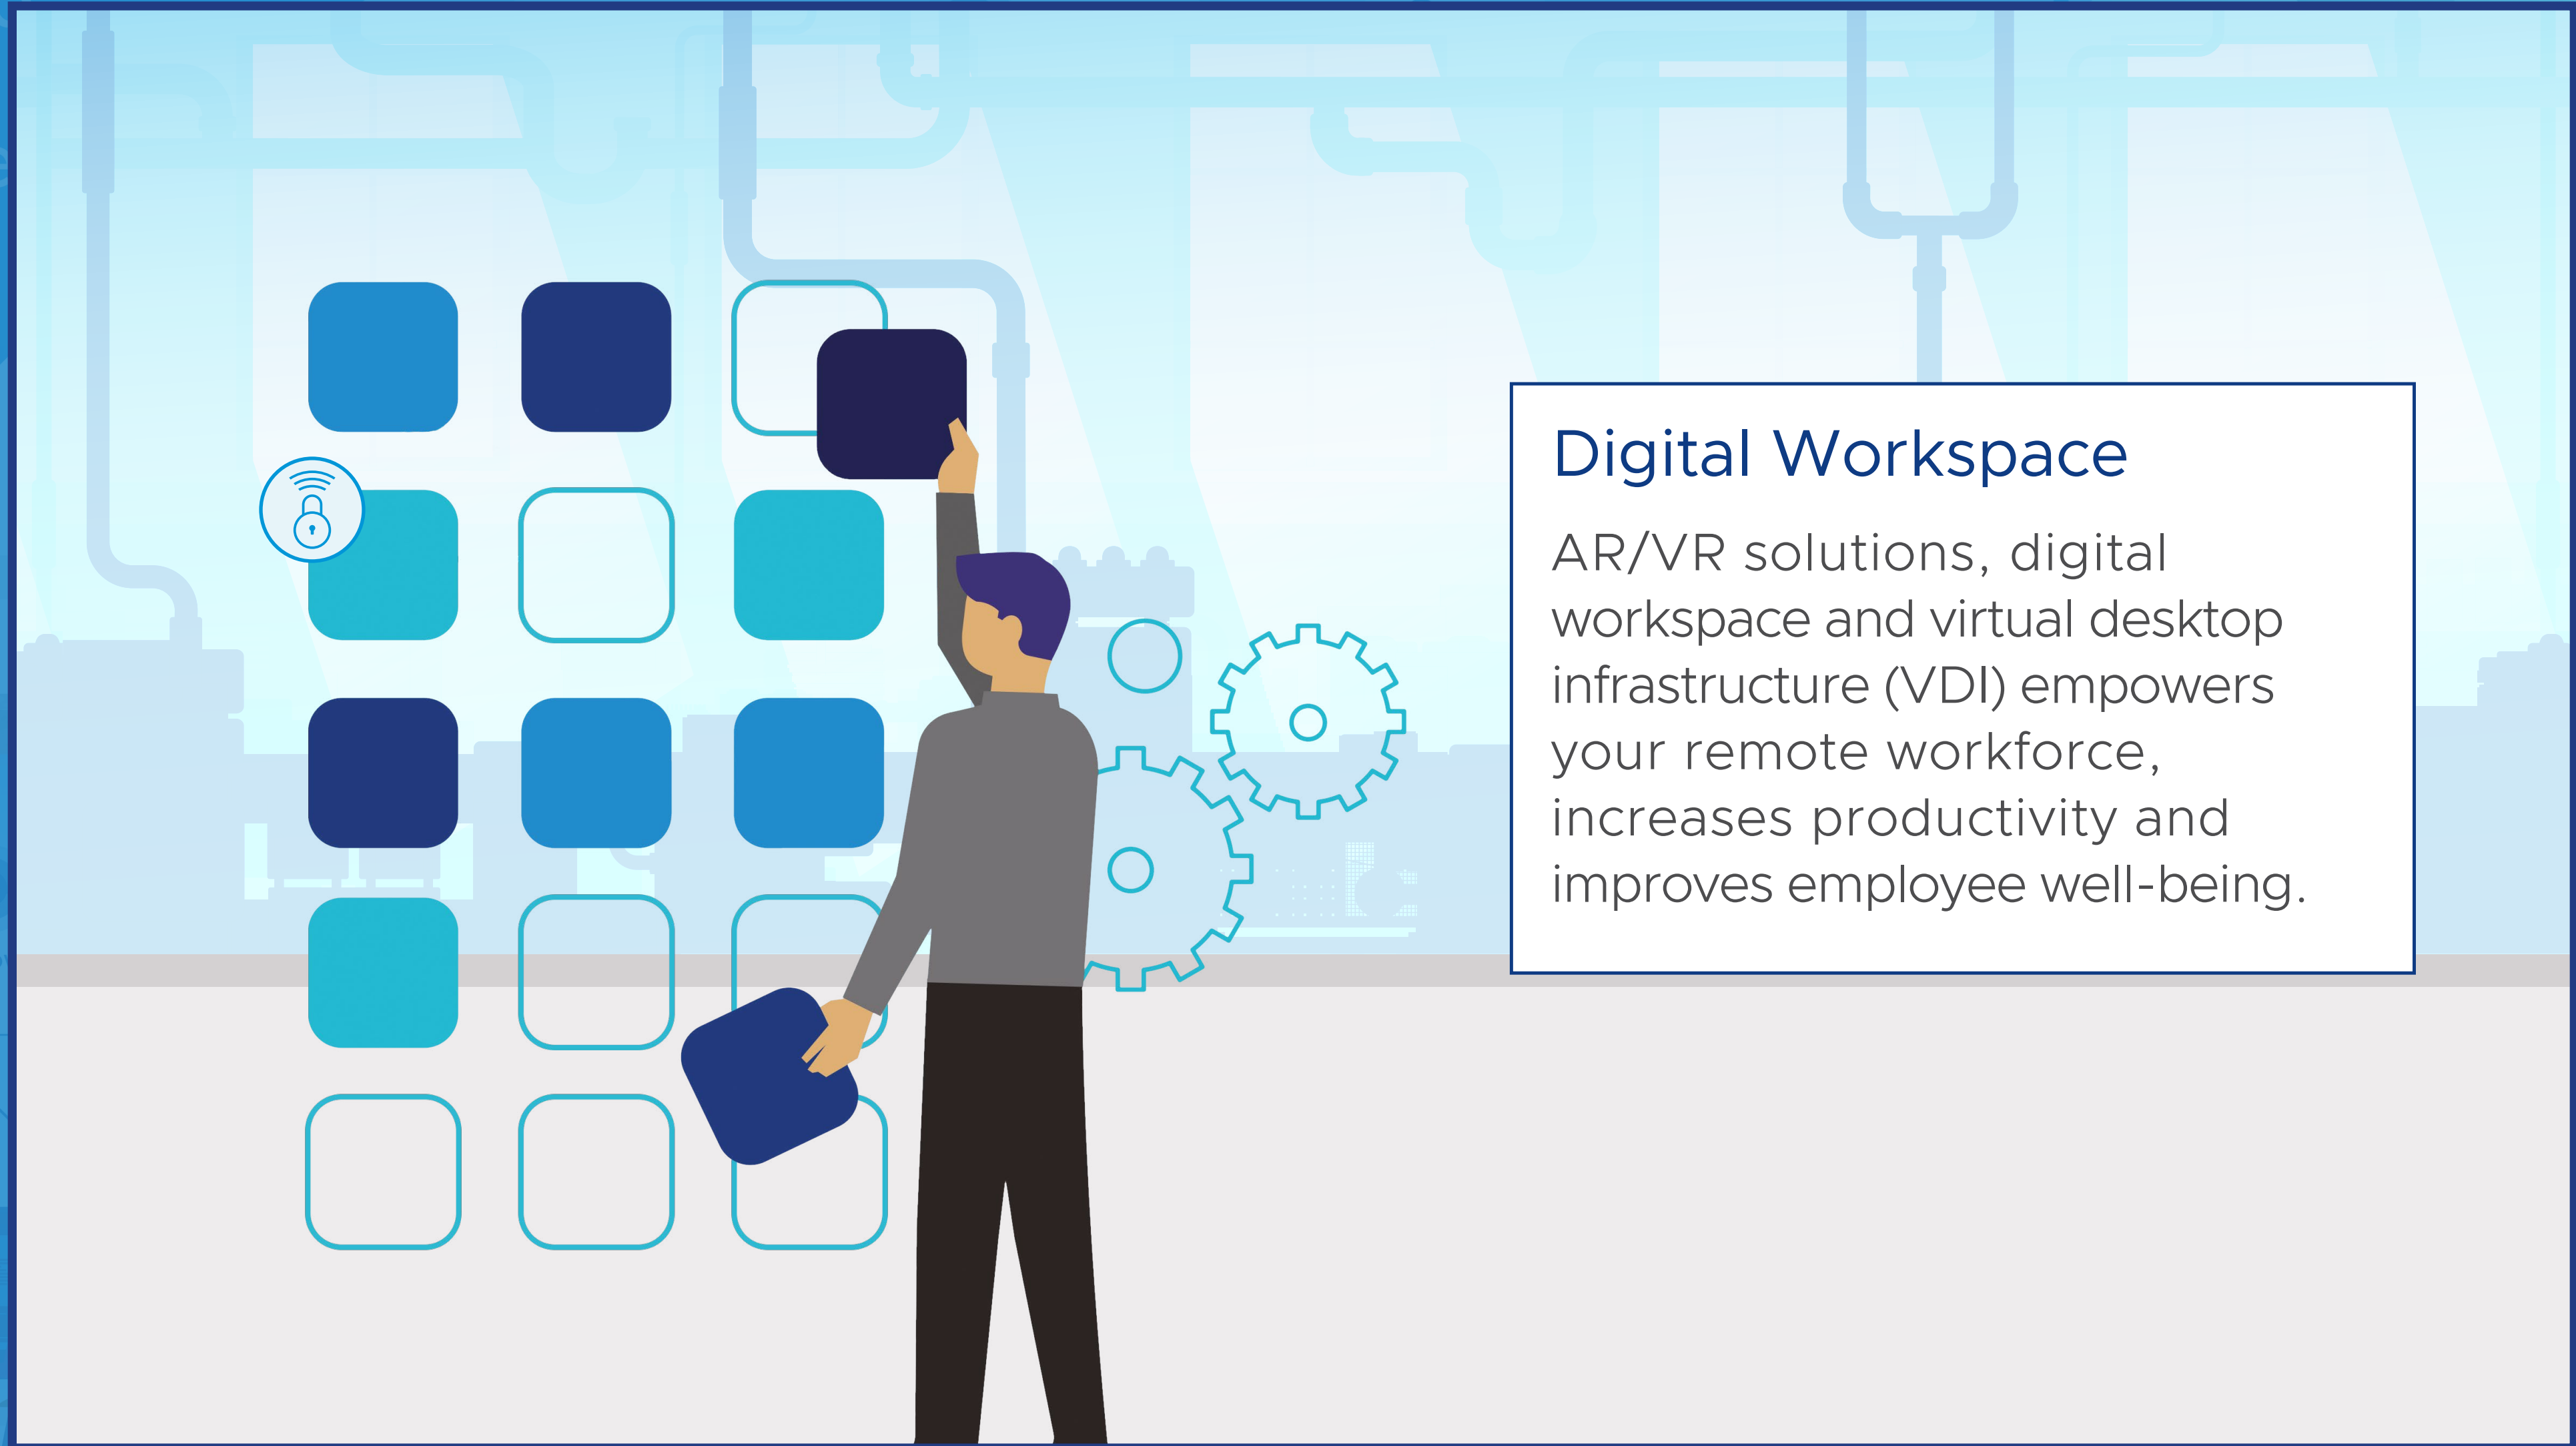 Digital Workspace
AR/VR solutions, digital
workspace and virtual desktop
infrastructure (VDI) empowers
your remote workforce,
increases productivity and
improves employee well-being.